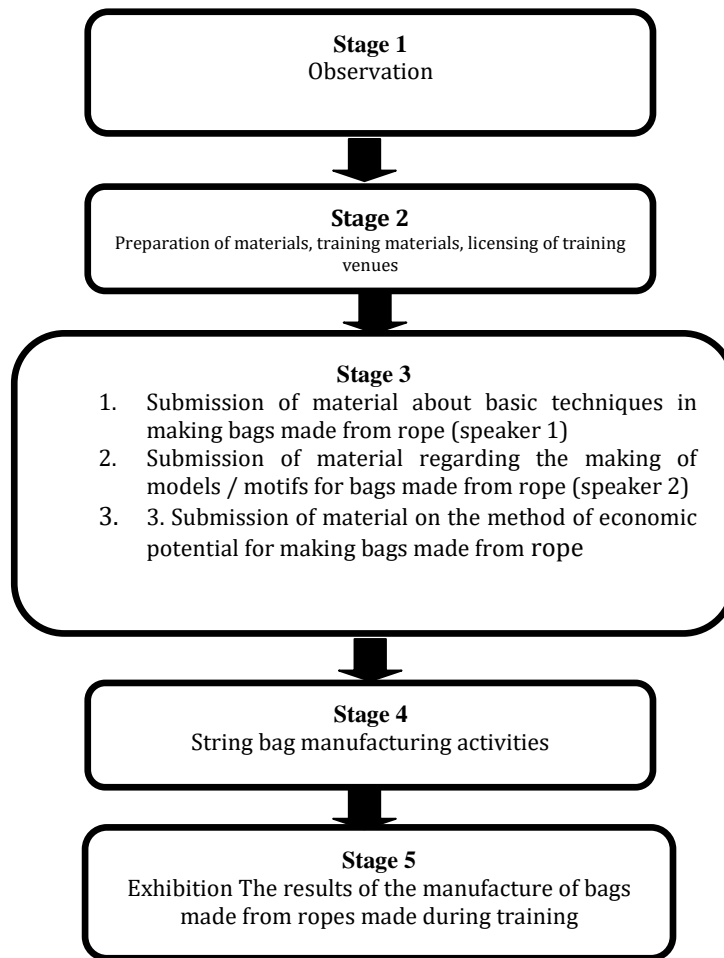 Stage 1
Observation
Stage 2
Preparation of materials, training materials, licensing of training
venues
Stage 3
1. Submission of material about basic techniques in
making bags made from rope (speaker 1)
2. Submission of material regarding the making of
models / motifs for bags made from rope (speaker 2)
3. 3. Submission of material on the method of economic
potential for making bags made from rope
Stage 4
String bag manufacturing activities
Stage 5
Exhibition The results of the manufacture of bags
made from ropes made during training